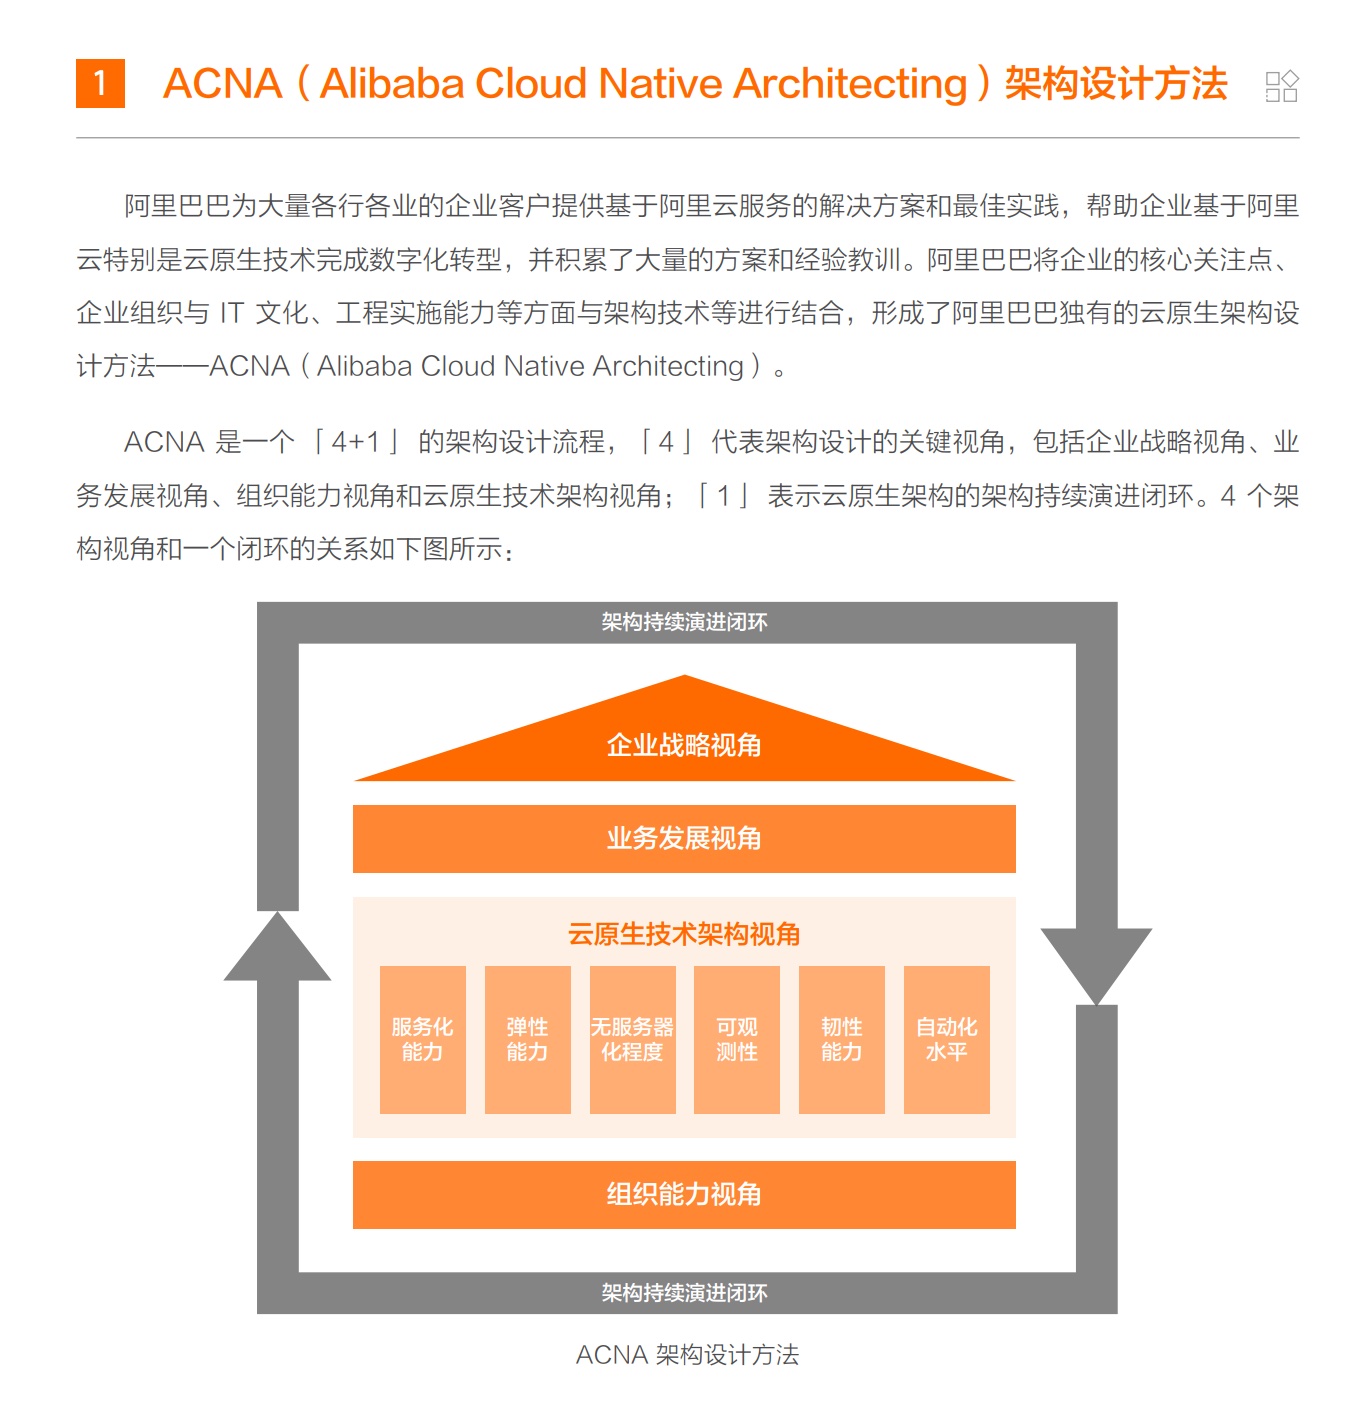 1 ACNA（Alibaba Cloud Native Architecting）架构设计方法
阿里巴巴为大量各行各业的企业客户提供基于阿里云服务的解决方案和最佳实践，帮助企业基于阿里
云特别是云原生技术完成数字化转型，并积累了大量的方案和经验教训。阿里巴巴将企业的核心关注点、
企业组织与 IT 文化、工程实施能力等方面与架构技术等进行结合，形成了阿里巴巴独有的云原生架构设
计方法——ACNA（Alibaba Cloud Native Architecting）。
ACNA 是一个「4+1」 的架构设计流程，「4」 代表架构设计的关键视角，包括企业战略视角、业
务发展视角、组织能力视角和云原生技术架构视角；「1」 表示云原生架构的架构持续演进闭环。4 个架
构视角和一个闭环的关系如下图所示：
架构持续演进闭环
企业战略视角
业务发展视角
云原生技术架构视角
服务化
能力
弹性
能力
无服务器
化程度
可观
测性
韧性
能力
自动化
水平
组织能力视角
架构持续演进闭环
ACNA 架构设计方法